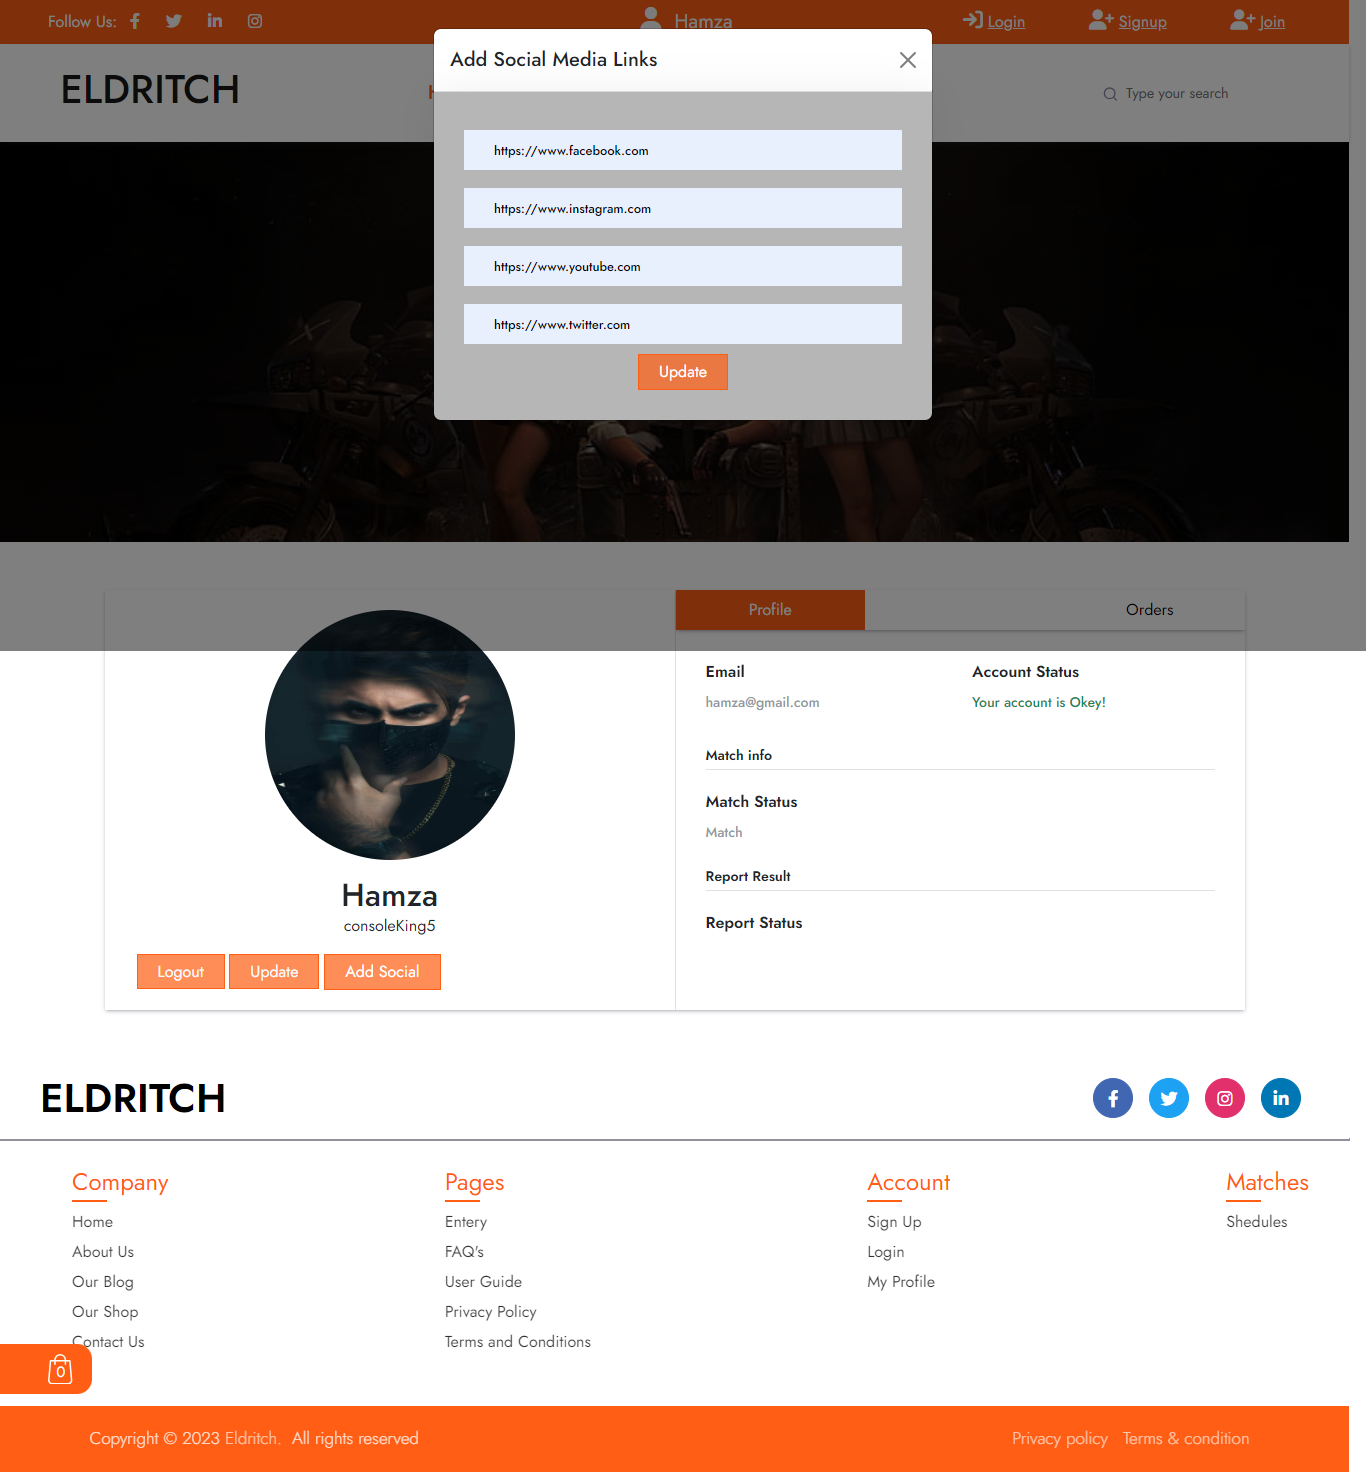 Follow Us:
Hamza
Login
Signup
Join
Add Social Media Links
ELDRITCH
Type your search
https://www.facebook.com
https://www.instagram.com
https://www.youtube.com
https://www.twitter.com
Update
Profile
Orders
Email
Account Status
hamza@gmail.com
Your account is Okey!
Match info
Match Status
Match
Report Result
Report Status
Hamza
consoleKing5
Logout
Update
Add Social
ELDRITCH
Company
Home
About Us
Our Blog
Our Shop
Contact Us
Pages
Entery
FAQ's
User Guide
Privacy Policy
Terms and Conditions
Account
Sign Up
Login
My Profile
Matches
Shedules
0
Copyright © 2023 Eldritch. All rights reserved
Privacy policy Terms & condition